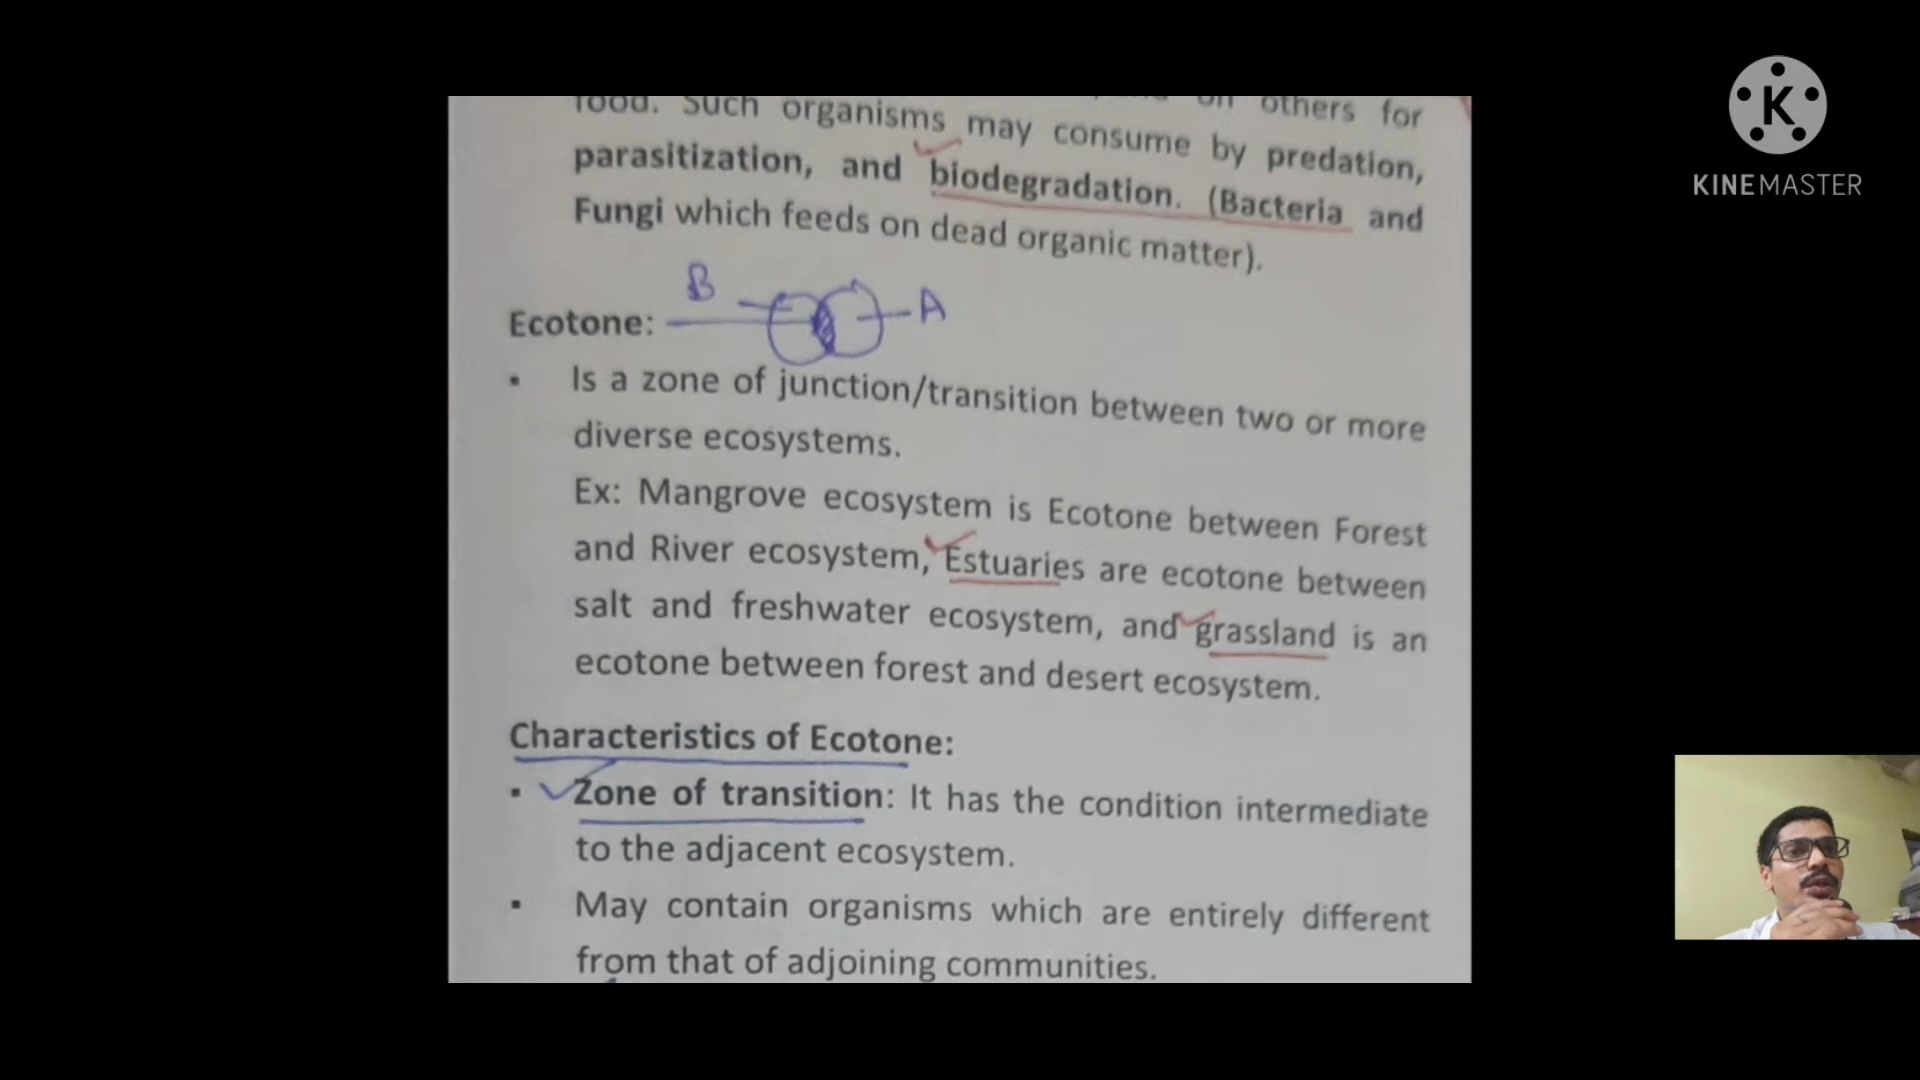 food. Such organisms may consume by predation, on others for
parasitization, and biodegradation. (Bacteria and
Fungi which feeds on dead organic matter).
B
A
Ecotone:
▪ Is a zone of junction/transition between two or more
diverse ecosystems.
Ex: Mangrove ecosystem is Ecotone between Forest
and River ecosystem, Estuaries are ecotone between
salt and freshwater ecosystem, and grassland is an
ecotone between forest and desert ecosystem.
Characteristics of Ecotone:
▪ Zone of transition: It has the condition intermediate
to the adjacent ecosystem.
▪ May contain organisms which are entirely different
from that of adjoining communities.
K
KINEMASTER